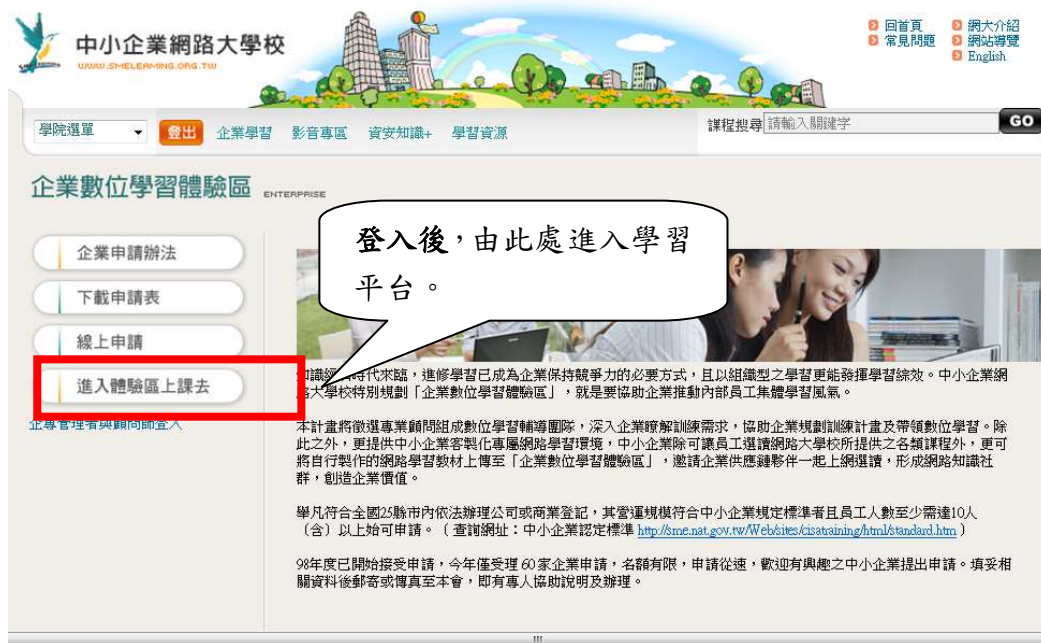 中小企業網路大學校
WWW.SMELEARNING.ORG.TW
回首頁
網大介紹
常見問題
網站導覽
English
學院選單
登出
企業學習
影音專區
資安知識+
學習資源
課程搜尋
請輸入關鍵字
GO
企業數位學習體驗區
ENTERPRISE
登入後，由此處進入學習
平台。
企業申請辦法
下載申請表
線上申請
進入體驗區上課去
企專管理者與顧問師登入
知識經濟時代來臨，進修學習已成為企業保持競爭力的必要方式，且以組織型之學習更能發揮學習綜效。中小企業網
路大學校特別規劃「企業數位學習體驗區」，就是要協助企業推動內部員工集體學習風氣。
本計畫將徵選專業顧問組成數位學習輔導團隊，深入企業瞭解訓練需求，協助企業規劃訓練計畫及帶領數位學習。除
此之外，更提供中小企業客製化專屬網路學習環境，中小企業除可讓員工選讀網路大學校所提供之各類課程外，更可
將自行製作的網路學習教材上傳至「企業數位學習體驗區」，邀請企業供應鏈夥伴一起上網選讀，形成網路知識社
群，創造企業價值。
舉凡符合全國25縣市內依法辦理公司或商業登記，其營運規模符合中小企業規定標準者且員工人數至少需達10人
（含）以上始可申請。（查詢網址：中小企業認定標準 http://sme.nat.gov.tw/Web/sites/cisatraining/html/standard.htm ）
98年度已開始接受申請，今年僅受理 60 家企業申請，名額有限，申請從速，歡迎有興趣之中小企業提出申請。填妥相
關資料後郵寄或傳真至本會，即有專人協助說明及辦理。